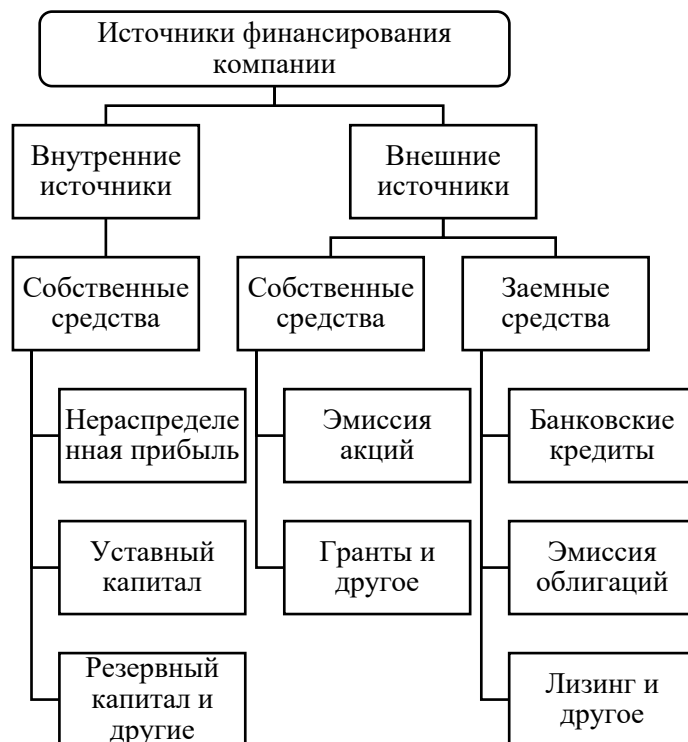 Источники финансирования
компании
Внутренние
источники
Внешние
источники
Собственные
средства
Собственные
средства
Заемные
средства
Нераспределе
нная прибыль
Эмиссия
акций
Банковские
кредиты
Уставный
капитал
Гранты и
другое
Эмиссия
облигаций
Резервный
капитал и
другие
Лизинг и
другое